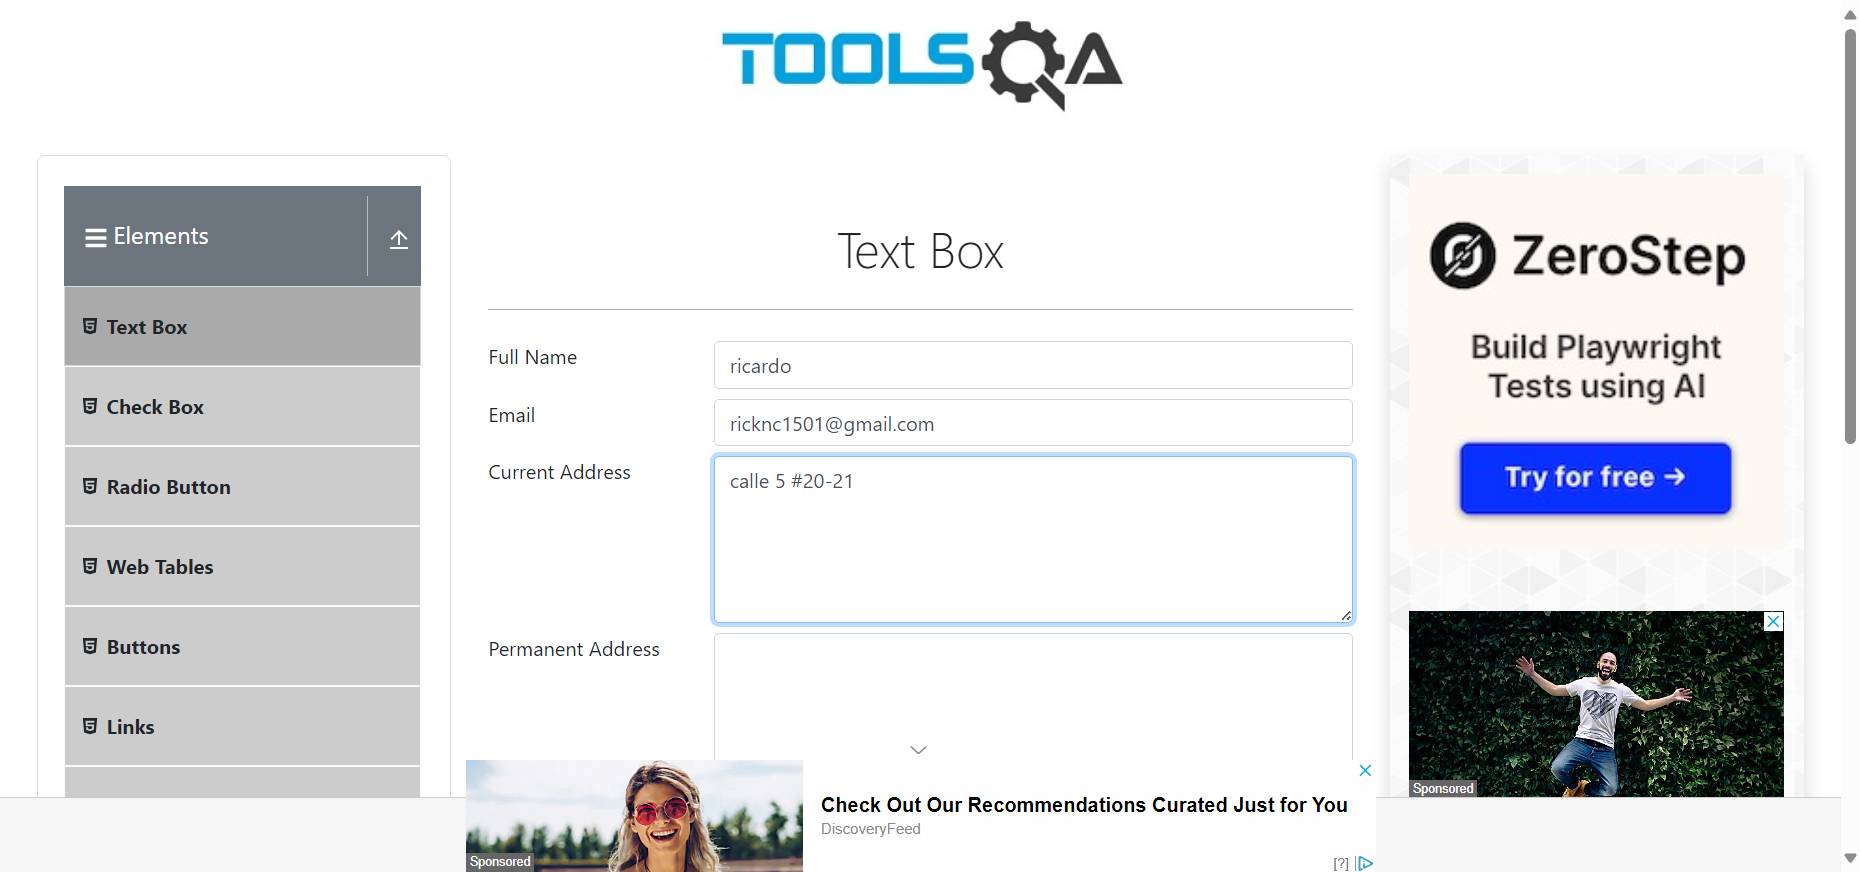 TOOLSQA
Elements
Text Box
Check Box
Radio Button
Web Tables
Buttons
Links
Text Box
Full Name
ricardo
Email
ricknc1501@gmail.com
Current Address
calle 5 #20-21
Permanent Address
ZeroStep
Build Playwright
Tests using AI
Try for free →
Sponsored
Sponsored
Check Out Our Recommendations Curated Just for You
DiscoveryFeed
[?]